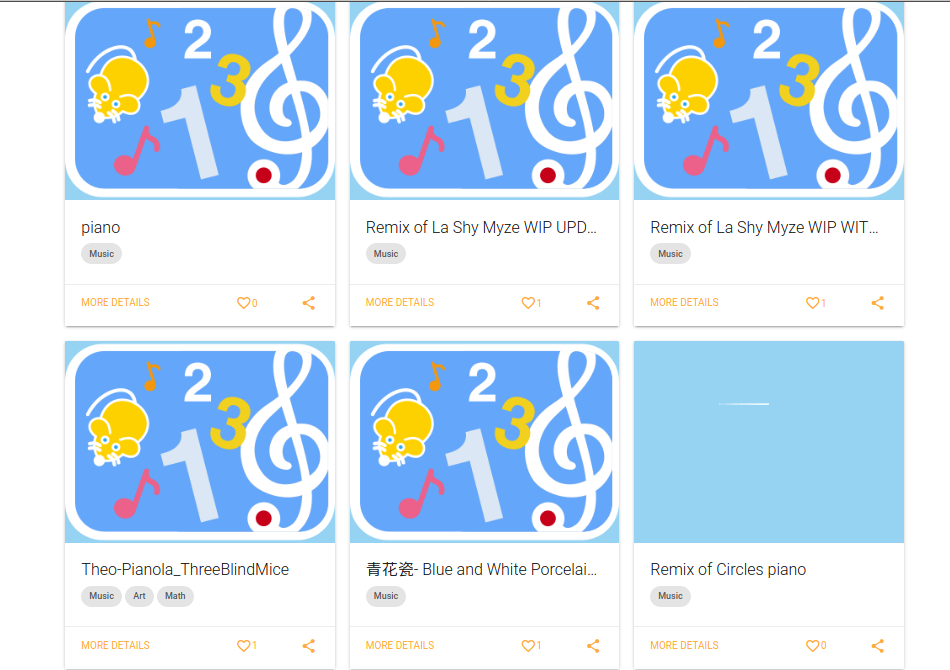 2
3
1
2
3
1
2
3
1
piano
Remix of La Shy Myze WIP UPD...
Remix of La Shy Myze WIP WIT...
Music
Music
Music
MORE DETAILS
0
MORE DETAILS
1
MORE DETAILS
1
2
3
1
2
3
1
Theo-Pianola_ThreeBlindMice
青花瓷- Blue and White Porcelai...
Remix of Circles piano
Music Art Math
Music
Music
MORE DETAILS
1
MORE DETAILS
1
MORE DETAILS
0